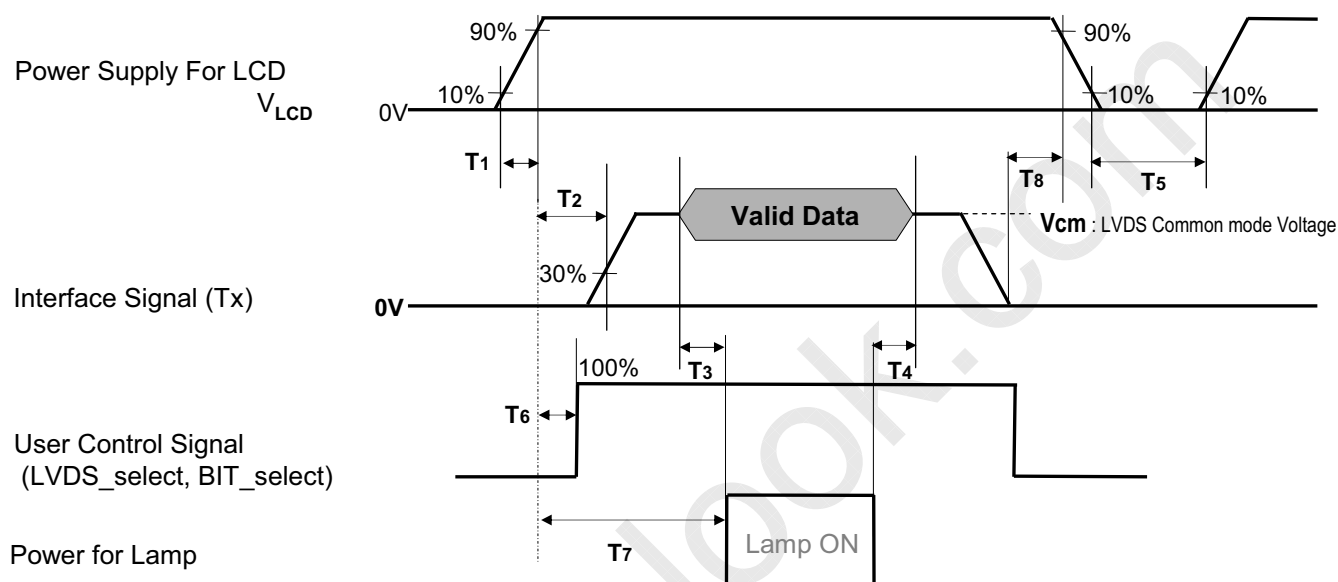 90%
90%
Power Supply For LCD
10%
10%
10%
VLCD
0V
T1
T8
T5
T2
Valid Data
Vcm : LVDS Common mode Voltage
30%
Interface Signal (Tx)
0V
100%
T3
T4
T6
User Control Signal
(LVDS_select, BIT_select)
T7
Lamp ON
Power for Lamp
look.com